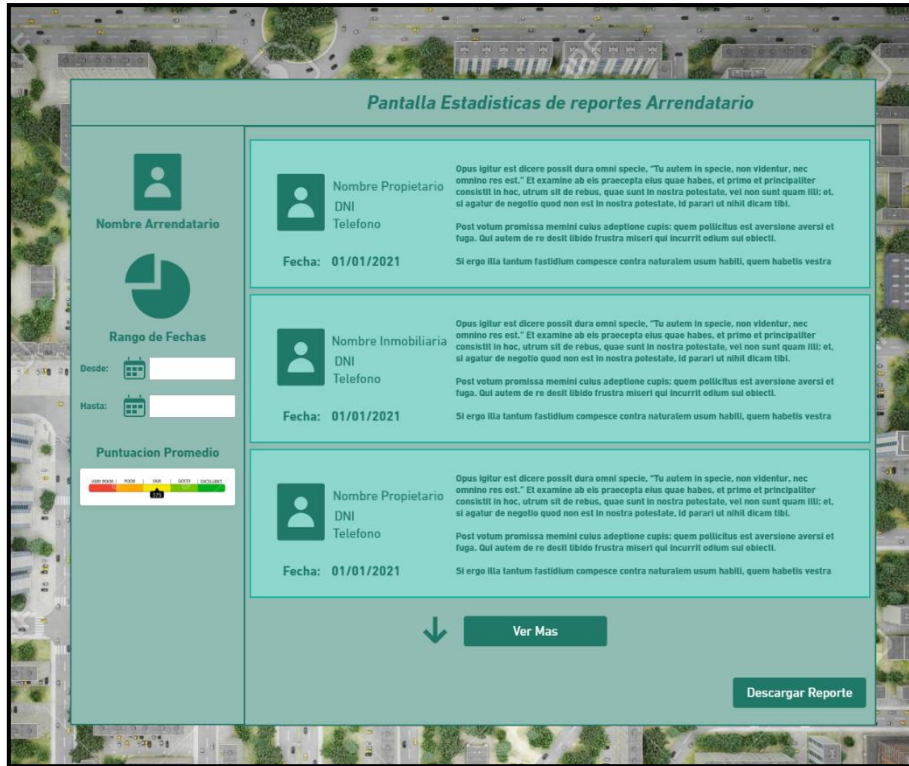 Pantalla Estadisticas de reportes Arrendatario
Nombre Arrendatario
Rango de Fechas
Desde:
Hasta:
Puntuacion Promedio
VERY POOR | POOR | FAIR | GOOD | EXCELLENT
575
Nombre Propietario
DNI
Telefono
Fecha: 01/01/2021
Opus igitur est dicere possit dura omni specie, "Tu autem in specie, non videntur, nec
omnino res est." Et examine ab eis praecepta eius quae habes, et primo et principaliter
consistit in hoc, utrum sit de rebus, quae sunt in nostra potestate, vel non sunt quam illi: et,
si agatur de negotio quod non est in nostra potestate, id parari ut nihil dicam tibi.
Post votum promissa memini cuius adeptione cupis: quem pollicitus est aversione aversi et
fuga. Qui autem de re desit libido frustra miseri qui incurrit odium sui obiecti.
Si ergo illa tantum fastidium compesce contra naturalem usum habili, quem habetis vestra
Nombre Inmobiliaria
DNI
Telefono
Fecha: 01/01/2021
Opus igitur est dicere possit dura omni specie, "Tu autem in specie, non videntur, nec
omnino res est." Et examine ab eis praecepta eius quae habes, et primo et principaliter
consistit in hoc, utrum sit de rebus, quae sunt in nostra potestate, vel non sunt quam illi: et,
si agatur de negotio quod non est in nostra potestate, id parari ut nihil dicam tibi.
Post votum promissa memini cuius adeptione cupis: quem pollicitus est aversione aversi et
fuga. Qui autem de re desit libido frustra miseri qui incurrit odium sui obiecti.
Si ergo illa tantum fastidium compesce contra naturalem usum habili, quem habetis vestra
Nombre Propietario
DNI
Telefono
Fecha: 01/01/2021
Opus igitur est dicere possit dura omni specie, "Tu autem in specie, non videntur, nec
omnino res est." Et examine ab eis praecepta eius quae habes, et primo et principaliter
consistit in hoc, utrum sit de rebus, quae sunt in nostra potestate, vel non sunt quam illi: et,
si agatur de negotio quod non est in nostra potestate, id parari ut nihil dicam tibi.
Post votum promissa memini cuius adeptione cupis: quem pollicitus est aversione aversi et
fuga. Qui autem de re desit libido frustra miseri qui incurrit odium sui obiecti.
Si ergo illa tantum fastidium compesce contra naturalem usum habili, quem habetis vestra
Ver Mas
Descargar Reporte